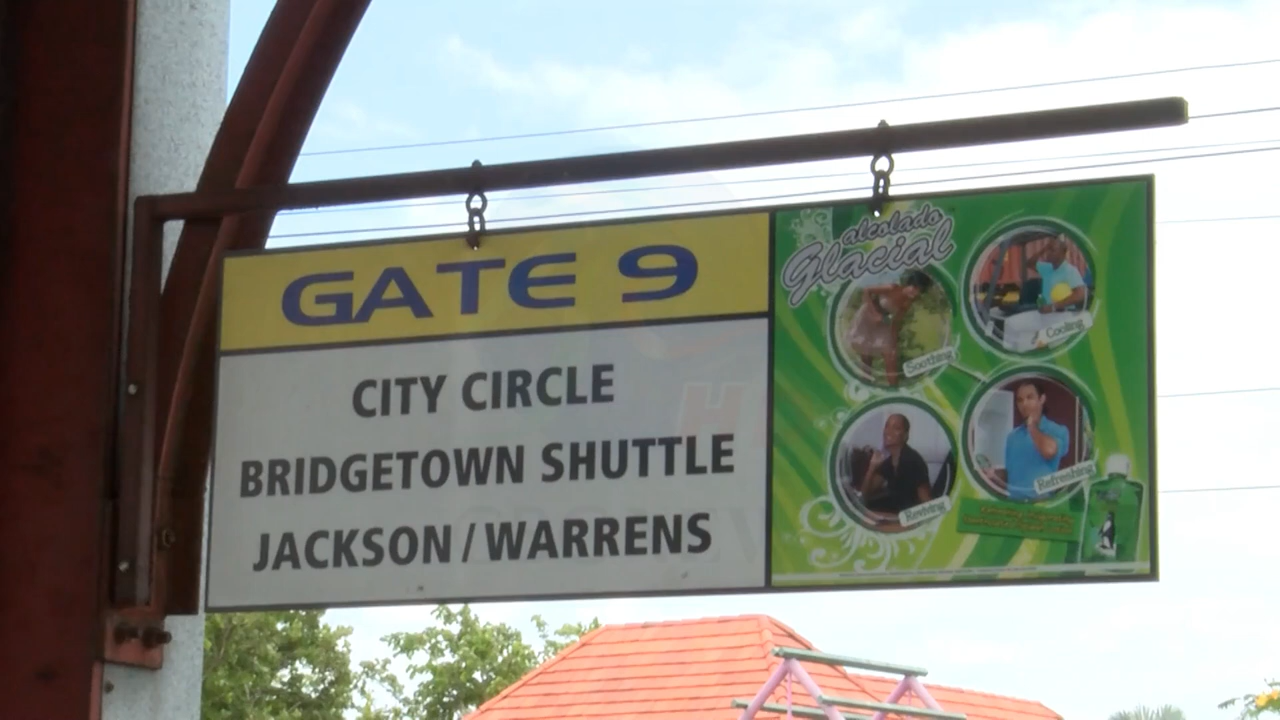 GATE 9
CITY CIRCLE
BRIDGETOWN SHUTTLE
JACKSON / WARRENS
alcolado
Glacial
Soothing
Cooling
Reviving
Refreshing